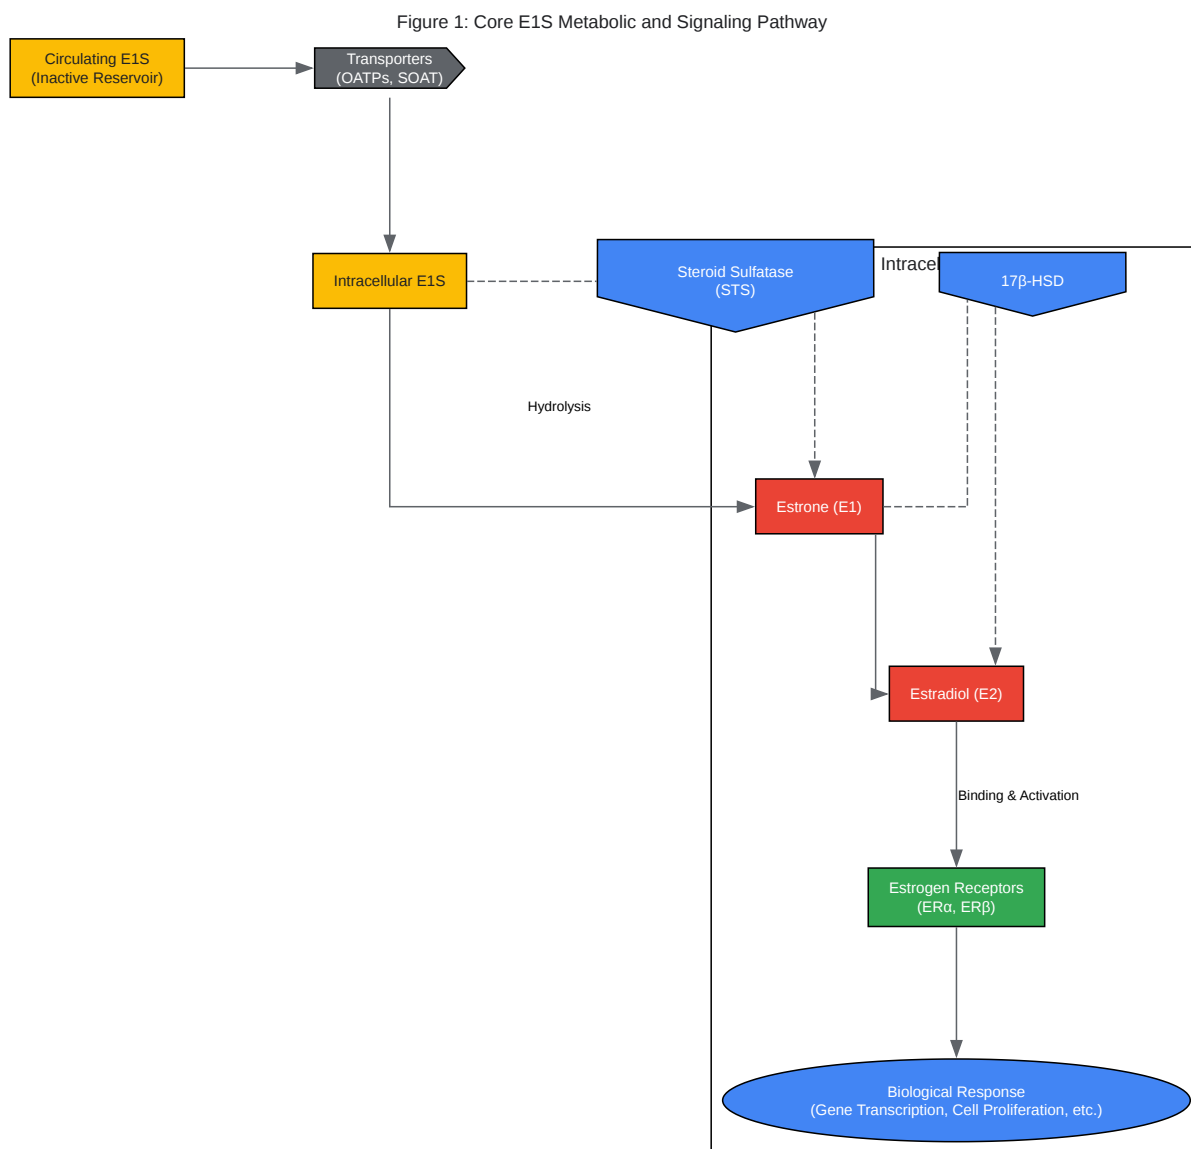 Figure 1: Core E1S Metabolic and Signaling Pathway
Circulating E1S
(Inactive Reservoir)
Transporters
(OATPs, SOAT)
Intracellular E1S
Steroid Sulfatase
(STS)
17β-HSD
Hydrolysis
Estrone (E1)
Estradiol (E2)
Binding & Activation
Estrogen Receptors
(ERα, ERβ)
Biological Response
(Gene Transcription, Cell Proliferation, etc.)